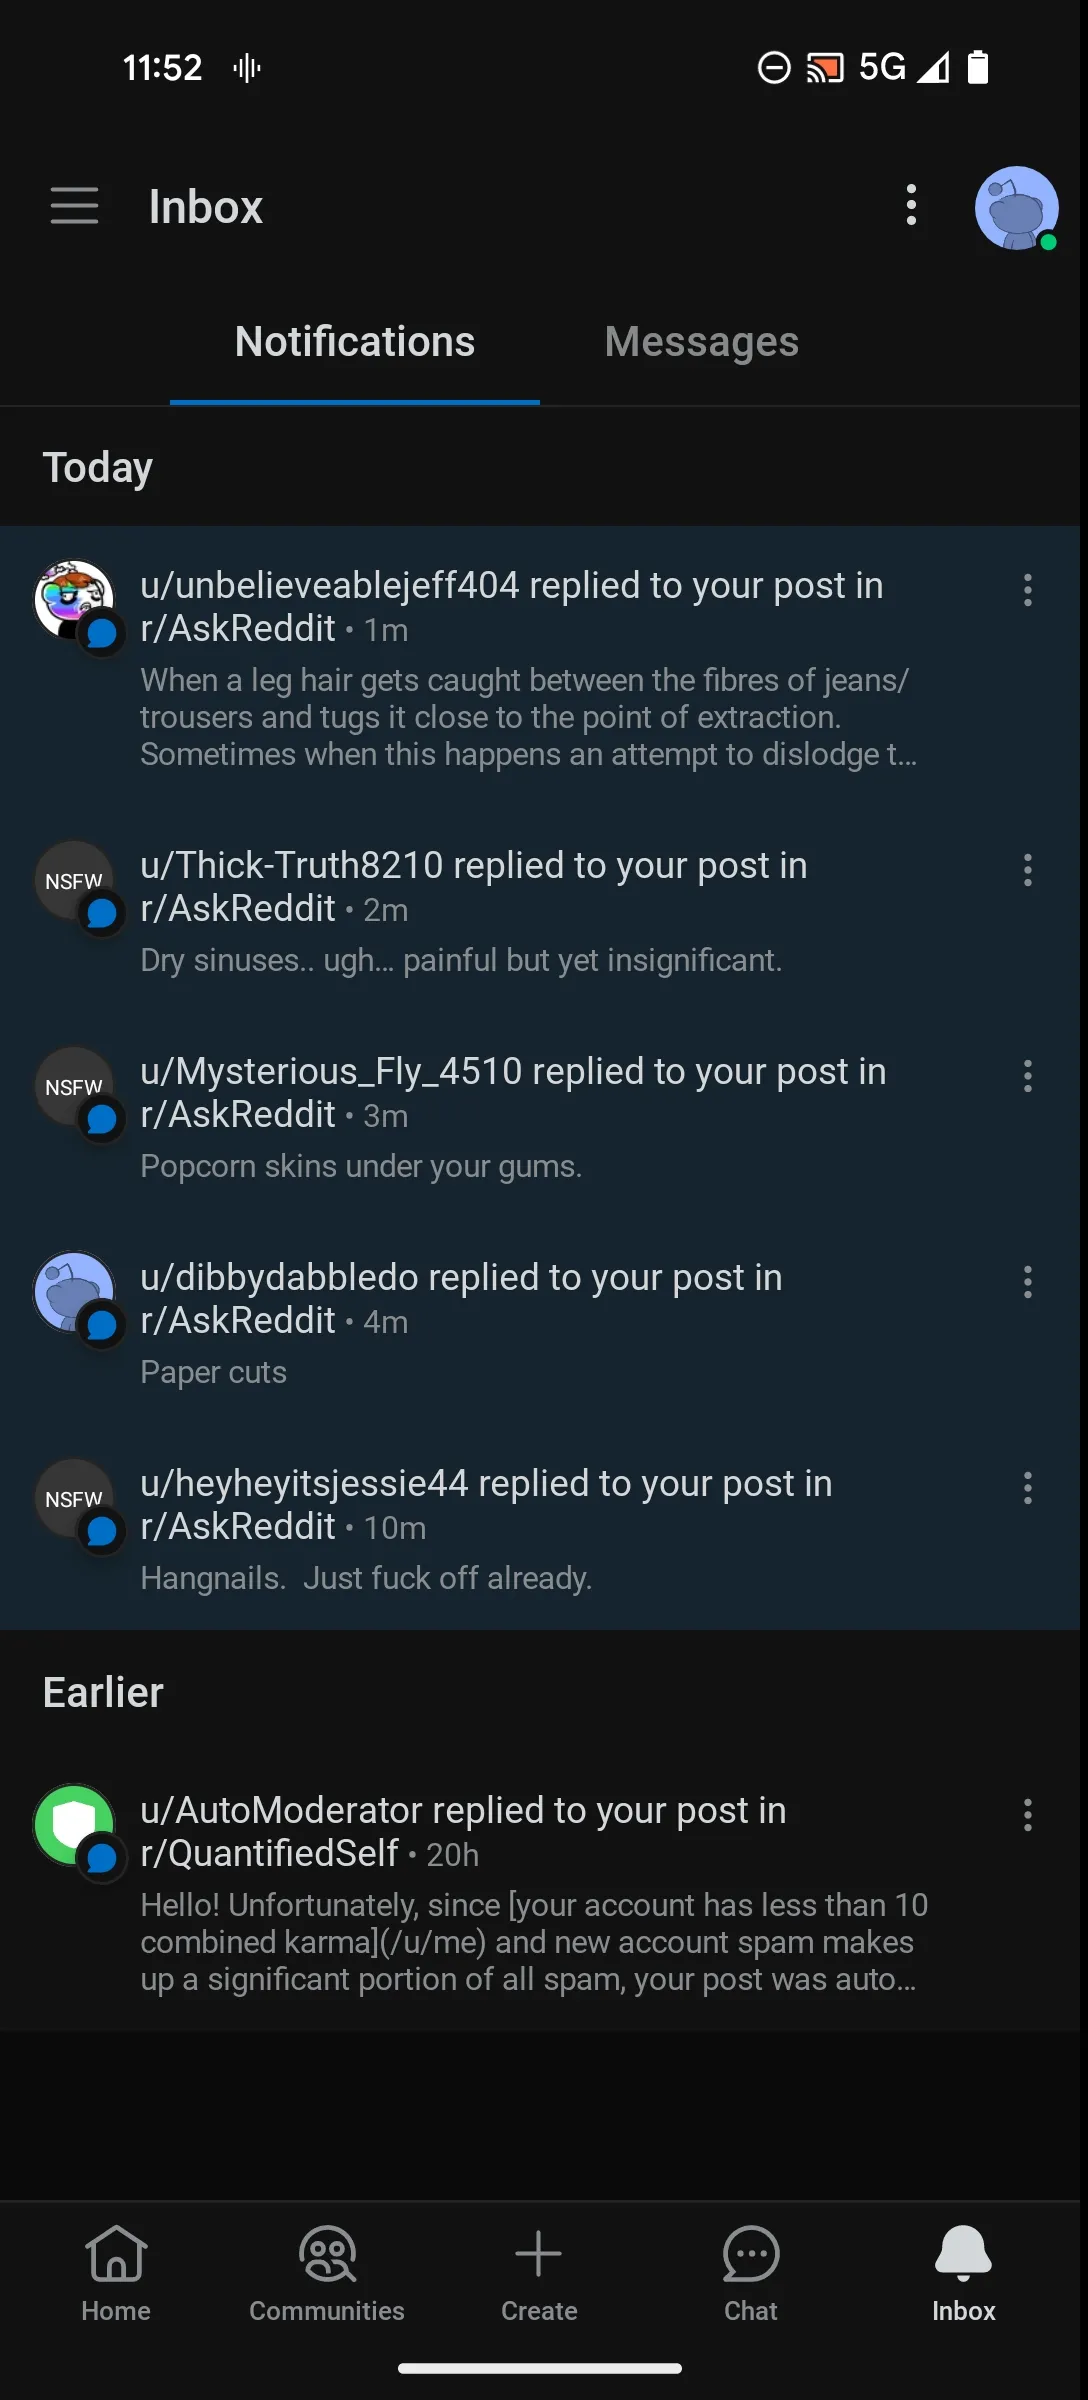 11:52
5G
Inbox
Notifications
Messages
Today
u/unbelieveablejeff404 replied to your post in
r/AskReddit • 1m
When a leg hair gets caught between the fibres of jeans/
trousers and tugs it close to the point of extraction.
Sometimes when this happens an attempt to dislodge t…
NSFW
u/Thick-Truth8210 replied to your post in
r/AskReddit • 2m
Dry sinuses.. ugh… painful but yet insignificant.
NSFW
u/Mysterious_Fly_4510 replied to your post in
r/AskReddit • 3m
Popcorn skins under your gums.
u/dibbydabbledo replied to your post in
r/AskReddit • 4m
Paper cuts
NSFW
u/heyheyitsjessie44 replied to your post in
r/AskReddit • 10m
Hangnails.  Just fuck off already.
Earlier
u/AutoModerator replied to your post in
r/QuantifiedSelf • 20h
Hello! Unfortunately, since [your account has less than 10
combined karma](/u/me) and new account spam makes
up a significant portion of all spam, your post was auto…
Home
Communities
Create
Chat
Inbox